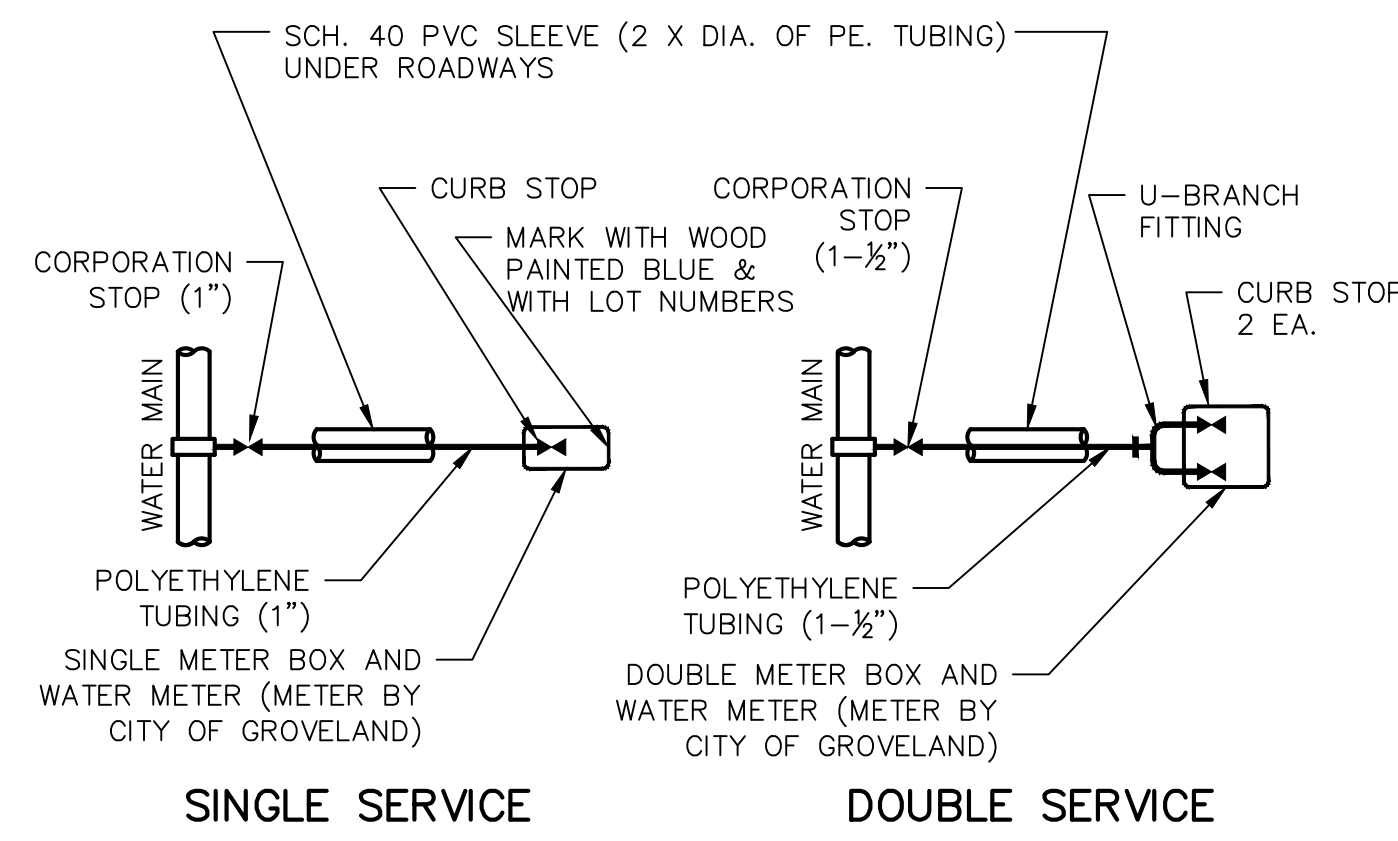 SCH. 40 PVC SLEEVE (2 X DIA. OF PE. TUBING)
UNDER ROADWAYS
CURB STOP
MARK WITH WOOD
PAINTED BLUE &
WITH LOT NUMBERS
CORPORATION
STOP (1")
WATER MAIN
POLYETHYLENE
TUBING (1")
SINGLE METER BOX AND
WATER METER (METER BY
CITY OF GROVELAND)
SINGLE SERVICE
CORPORATION
STOP
(1-½")
U-BRANCH
FITTING
CURB STOP
2 EA.
WATER MAIN
POLYETHYLENE
TUBING (1-½")
DOUBLE METER BOX AND
WATER METER (METER BY
CITY OF GROVELAND)
DOUBLE SERVICE